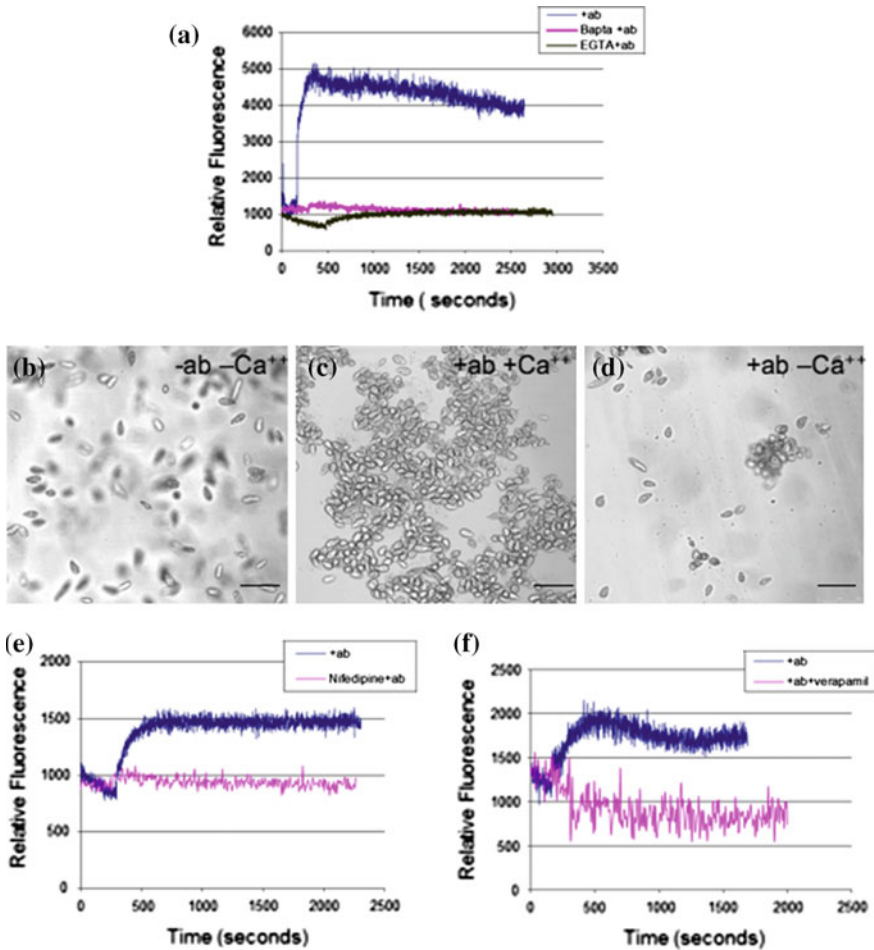 (a)
+ab
Bapta +ab
EGTA+ab
Relative Fluorescence
6000
5000
4000
3000
2000
1000
0
0 500 1000 1500 2000 2500 3000 3500
Time ( seconds)
(b) -ab –Ca++
(c) +ab +Ca++
(d) +ab –Ca++
(e)
+ab
Nifedipine+ab
Relative Fluorescence
2000
1500
1000
500
0
0 500 1000 1500 2000 2500
Time (seconds)
(f)
+ab
+ab+verapamil
Relative Fluorescence
2500
2000
1500
1000
500
0
0 500 1000 1500 2000 2500
Time (seconds)